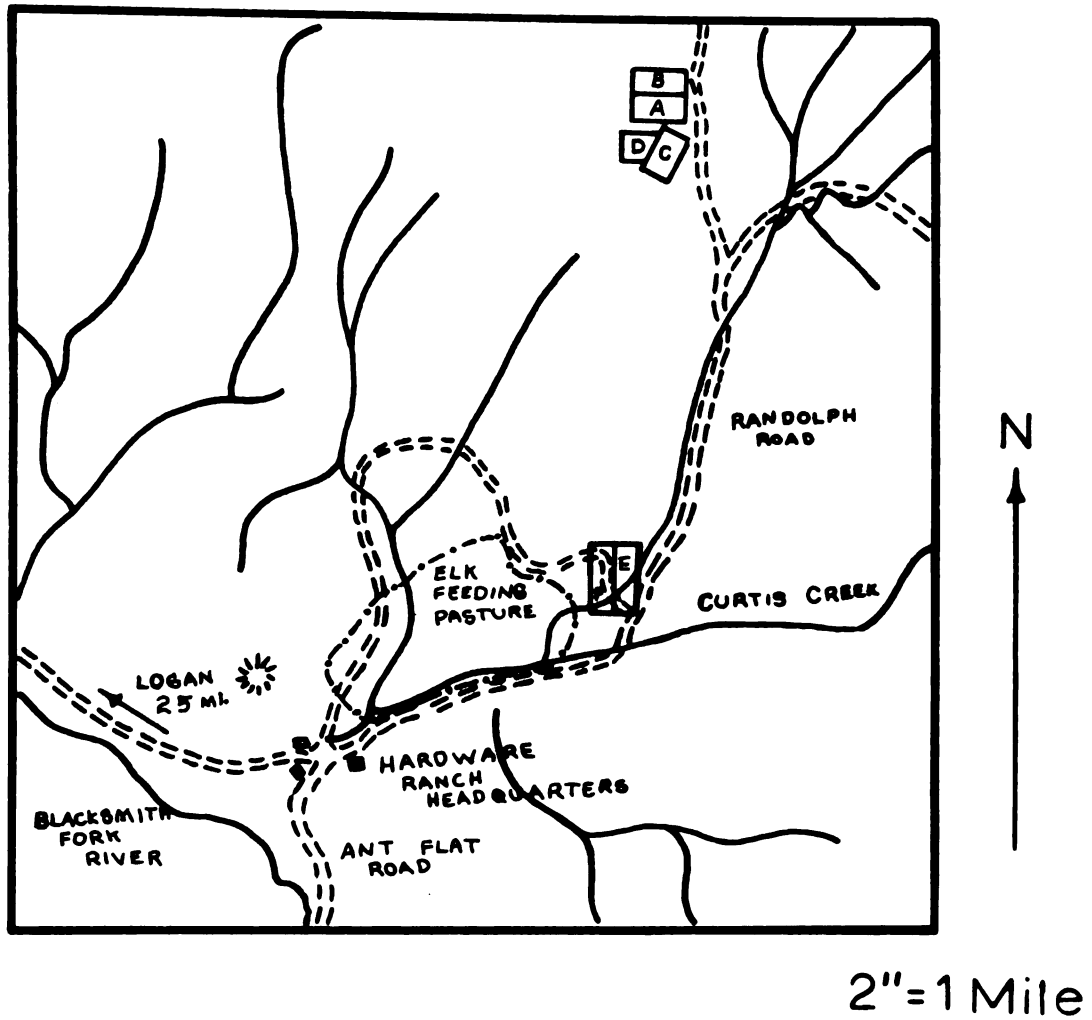 B
A
D
C
RANDOLPH
ROAD
N
E
ELK
FEEDING
PASTURE
CURTIS CREEK
LOGAN
25 MI.
HARDWARE
RANCH
HEADQUARTERS
BLACKSMITH
FORK
RIVER
ANT FLAT
ROAD
2"=1 Mile